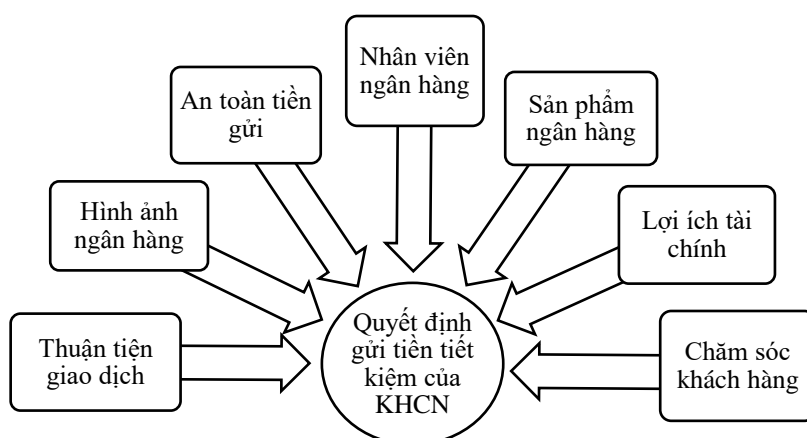 Nhân viên
ngân hàng
An toàn tiền
gửi
Sản phẩm
ngân hàng
Hình ảnh
ngân hàng
Lợi ích tài
chính
Thuận tiện
giao dịch
Quyết định
gửi tiền tiết
kiệm của
KHCN
Chăm sóc
khách hàng